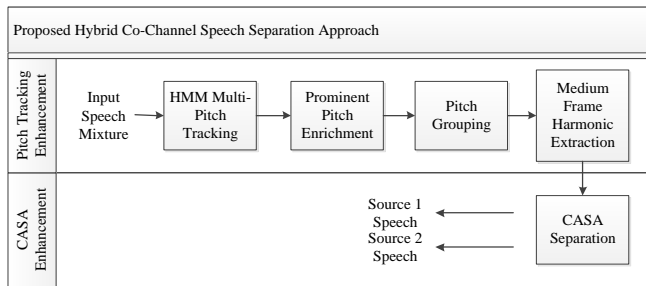 Proposed Hybrid Co-Channel Speech Separation Approach
Pitch Tracking
Enhancement
Input
Speech
Mixture
HMM Multi-
Pitch
Tracking
Prominent
Pitch
Enrichment
Pitch
Grouping
Medium
Frame
Harmonic
Extraction
CASA
Enhancement
Source 1
Speech
Source 2
Speech
CASA
Separation